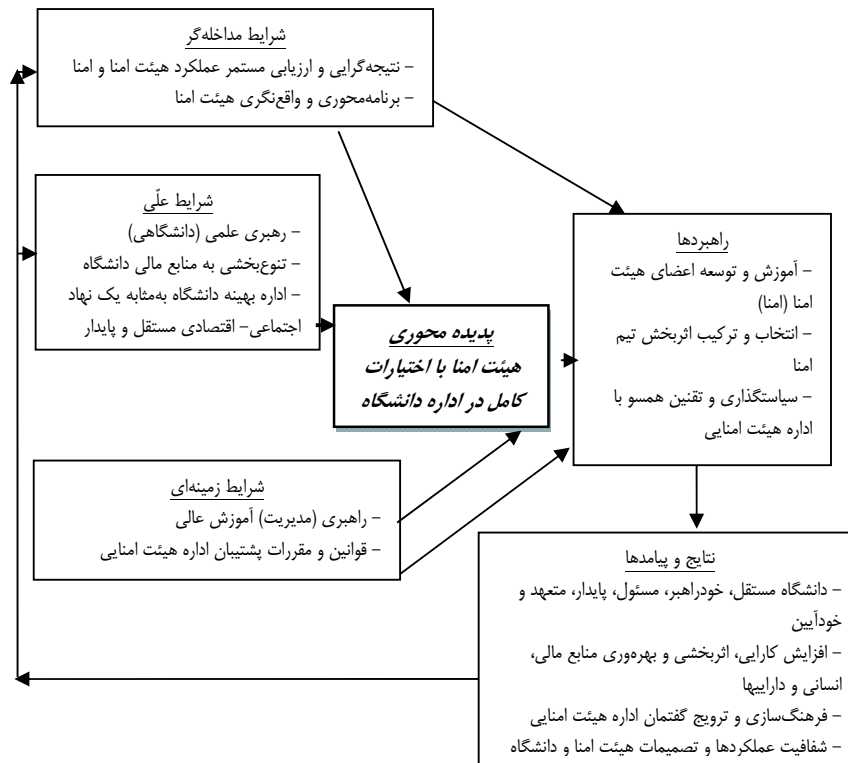 شرایط مداخله‌گر
– نتیجه‌گرایی و ارزیابی مستمر عملکرد هیئت امنا و امنا
– برنامه‌محوری و واقع‌نگری هیئت امنا
شرایط علّی
– رهبری علمی (دانشگاهی)
– تنوع‌بخشی به منابع مالی دانشگاه
– اداره بهینه دانشگاه به‌مثابه یک نهاد
اجتماعی– اقتصادی مستقل و پایدار
پدیده محوری
هیئت امنا با اختیارات
کامل در اداره دانشگاه
راهبردها
– آموزش و توسعه اعضای هیئت
امنا (امنا)
– انتخاب و ترکیب اثربخش تیم
امنا
– سیاستگذاری و تقنین همسو با
اداره هیئت امنایی
شرایط زمینه‌ای
– راهبری (مدیریت) آموزش عالی
– قوانین و مقررات پشتیبان اداره هیئت امنایی
نتایج و پیامدها
– دانشگاه مستقل، خودراهبر، مسئول، پایدار، متعهد و
خودآیین
– افزایش کارایی، اثربخشی و بهره‌وری منابع مالی،
انسانی و داراییها
– فرهنگ‌سازی و ترویج گفتمان اداره هیئت امنایی
– شفافیت عملکردها و تصمیمات هیئت امنا و دانشگاه